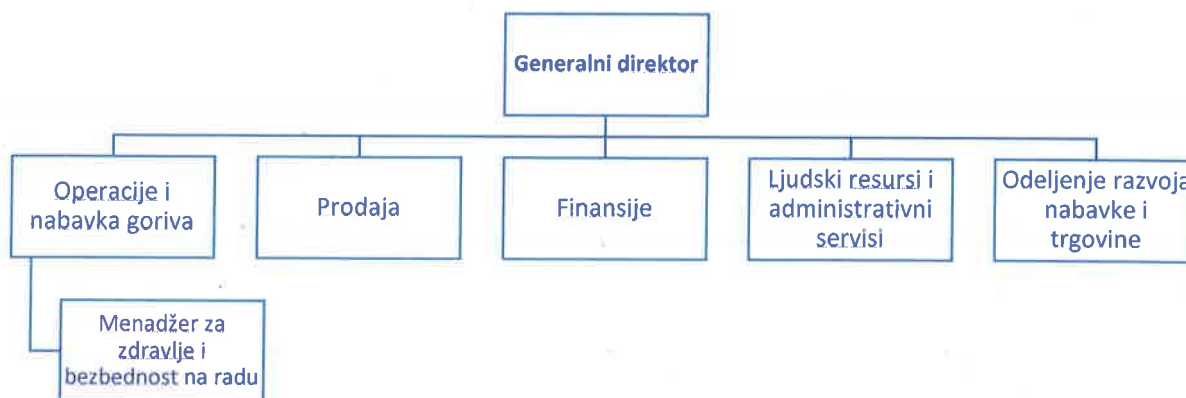 Generalni direktor
Operacije i
nabavka goriva
Prodaja
Finansije
Ljudski resursi i
administrativni
servisi
Odeljenje razvoja
nabavke i
trgovine
Menadžer za
zdravlje i
bezbednost na radu